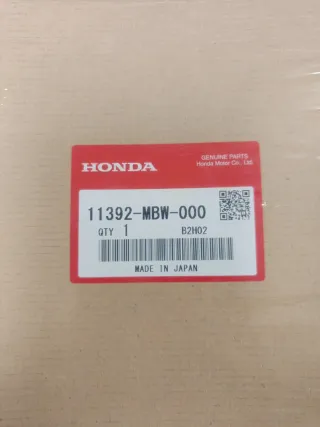 HONDA
GENUINE PARTS
Honda Motor Co., Ltd.
11392-MBW-000
QTY 1 B2H02
MADE IN JAPAN